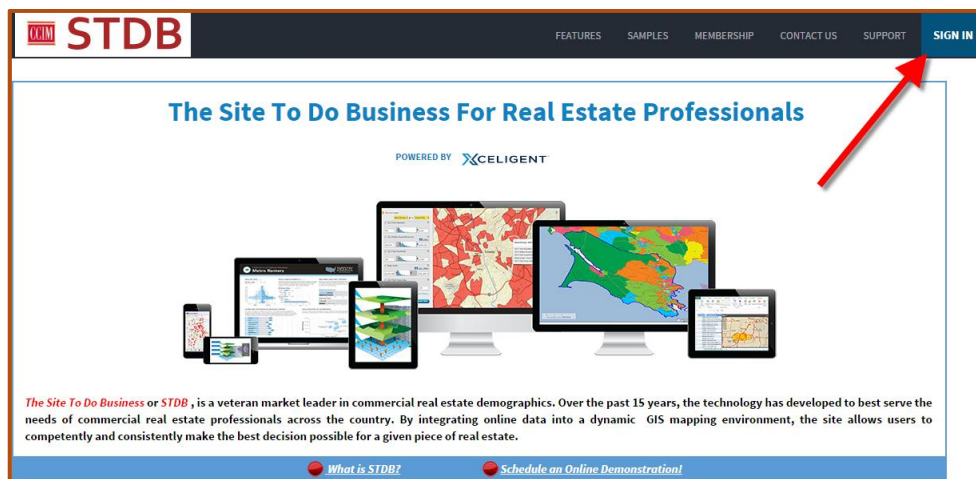 CCIM STDB
FEATURES SAMPLES MEMBERSHIP CONTACT US SUPPORT SIGN IN
The Site To Do Business For Real Estate Professionals
POWERED BY XCELIGENT
The Site To Do Business or STDB , is a veteran market leader in commercial real estate demographics. Over the past 15 years, the technology has developed to best serve the
needs of commercial real estate professionals across the country. By integrating online data into a dynamic GIS mapping environment, the site allows users to
competently and consistently make the best decision possible for a given piece of real estate.
What is STDB? Schedule an Online Demonstration!